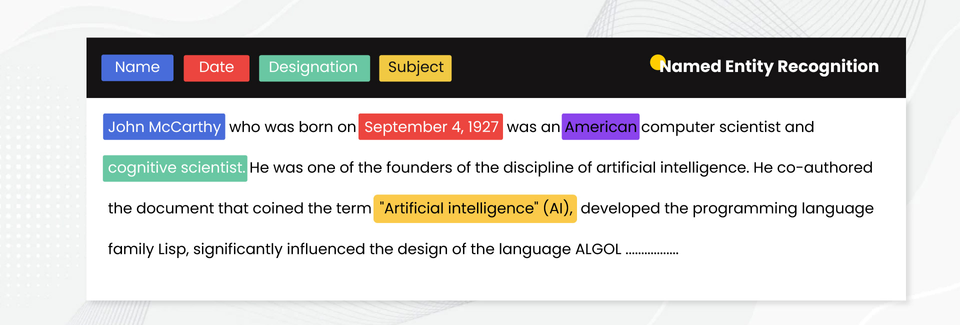 Name Date Designation Subject Named Entity Recognition
John McCarthy who was born on September 4, 1927 was an American computer scientist and
cognitive scientist. He was one of the founders of the discipline of artificial intelligence. He co-authored
the document that coined the term "Artificial intelligence" (AI), developed the programming language
family Lisp, significantly influenced the design of the language ALGOL ..................